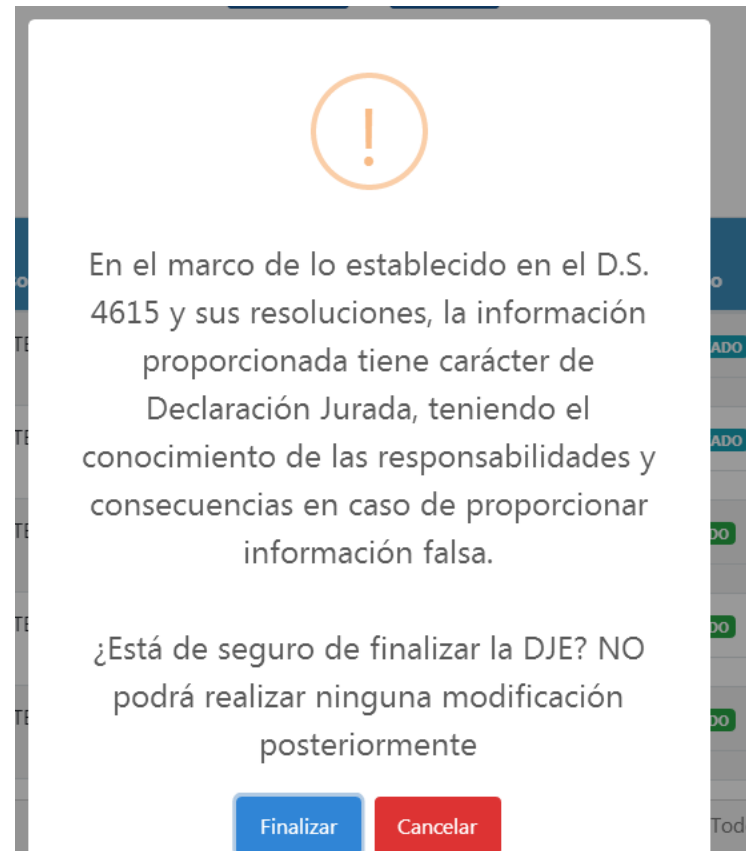 !
En el marco de lo establecido en el D.S.
4615 y sus resoluciones, la información
proporcionada tiene carácter de
Declaración Jurada, teniendo el
conocimiento de las responsabilidades y
consecuencias en caso de proporcionar
información falsa.
¿Está de seguro de finalizar la DJE? NO
podrá realizar ninguna modificación
posteriormente
Finalizar Cancelar